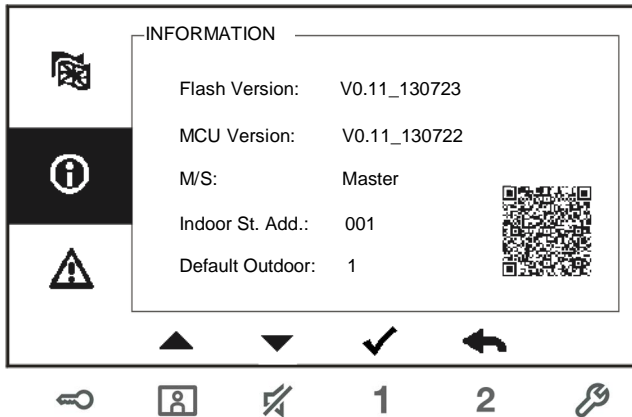 INFORMATION
Flash Version: V0.11_130723
MCU Version: V0.11_130722
M/S: Master
Indoor St. Add.: 001
Default Outdoor: 1
1 2